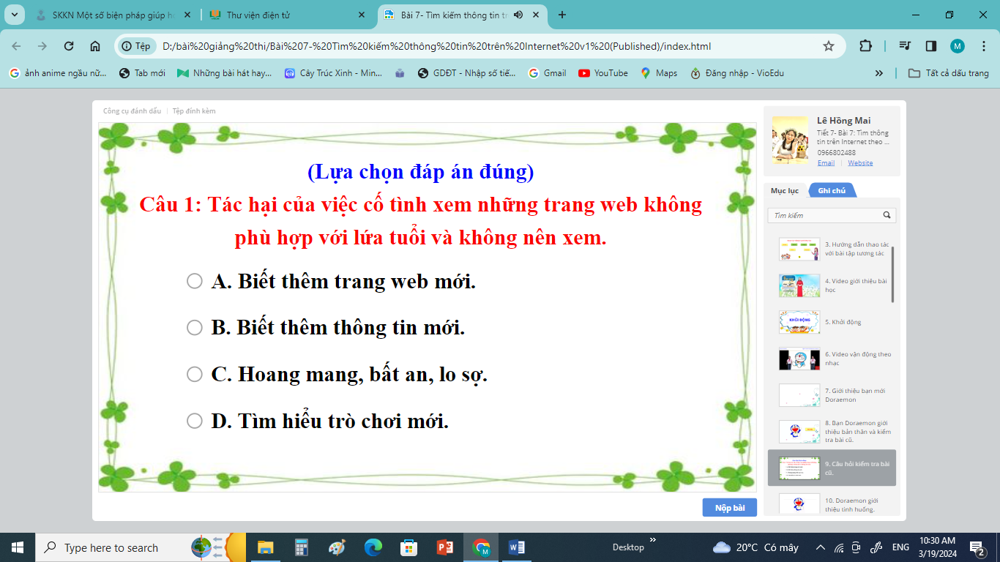 SKKN Một số biện pháp giúp h
Thư viện điện tử
Bài 7- Tìm kiếm thông tin tr
Tệp
D:/bài%20giảng%20thi/Bài%207-%20Tìm%20kiếm%20thông%20tin%20trên%20Internet%20v1%20(Published)/index.html
M
ảnh anime ngầu nữ...
Tab mới
Những bài hát hay...
Cây Trúc Xinh - Min...
GDĐT - Nhập số tiế...
Gmail
YouTube
Maps
Đăng nhập - VioEdu
»
Tất cả dấu trang
Công cụ đánh dấu
Tệp đính kèm
(Lựa chọn đáp án đúng)
Câu 1: Tác hại của việc cố tình xem những trang web không
phù hợp với lứa tuổi và không nên xem.
A. Biết thêm trang web mới.
B. Biết thêm thông tin mới.
C. Hoang mang, bất an, lo sợ.
D. Tìm hiểu trò chơi mới.
Nộp bài
Lê Hồng Mai
Tiết 7- Bài 7: Tìm thông
tin trên Internet theo ...
0966802488
Email
Website
Mục lục
Ghi chú
Tìm kiếm
3. Hướng dẫn thao tác
với bài tập tương tác
4. Video giới thiệu bài
học
KHỞI ĐỘNG
5. Khởi động
6. Video vận động theo
nhạc
7. Giới thiệu bạn mới
Doraemon
8. Bạn Doraemon giới
thiệu bản thân và kiểm
tra bài cũ.
9. Câu hỏi kiểm tra bài
cũ.
10. Doraemon giới
thiệu tình huống.
Type here to search
Desktop
»
20°C Có mây
ENG
10:30 AM
3/19/2024
2